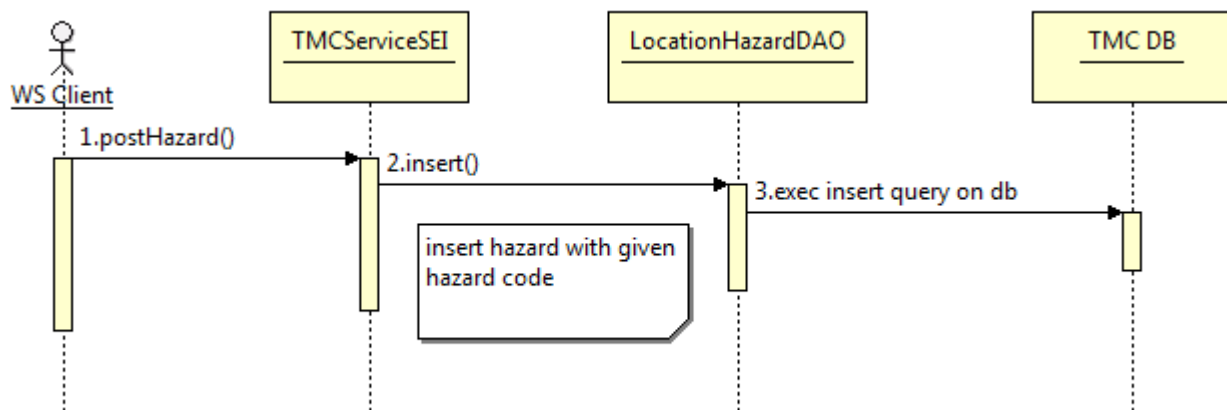 TMCServiceSEI
LocationHazardDAO
TMC DB
WS Client
1.postHazard()
2.insert()
3.exec insert query on db
insert hazard with given
hazard code